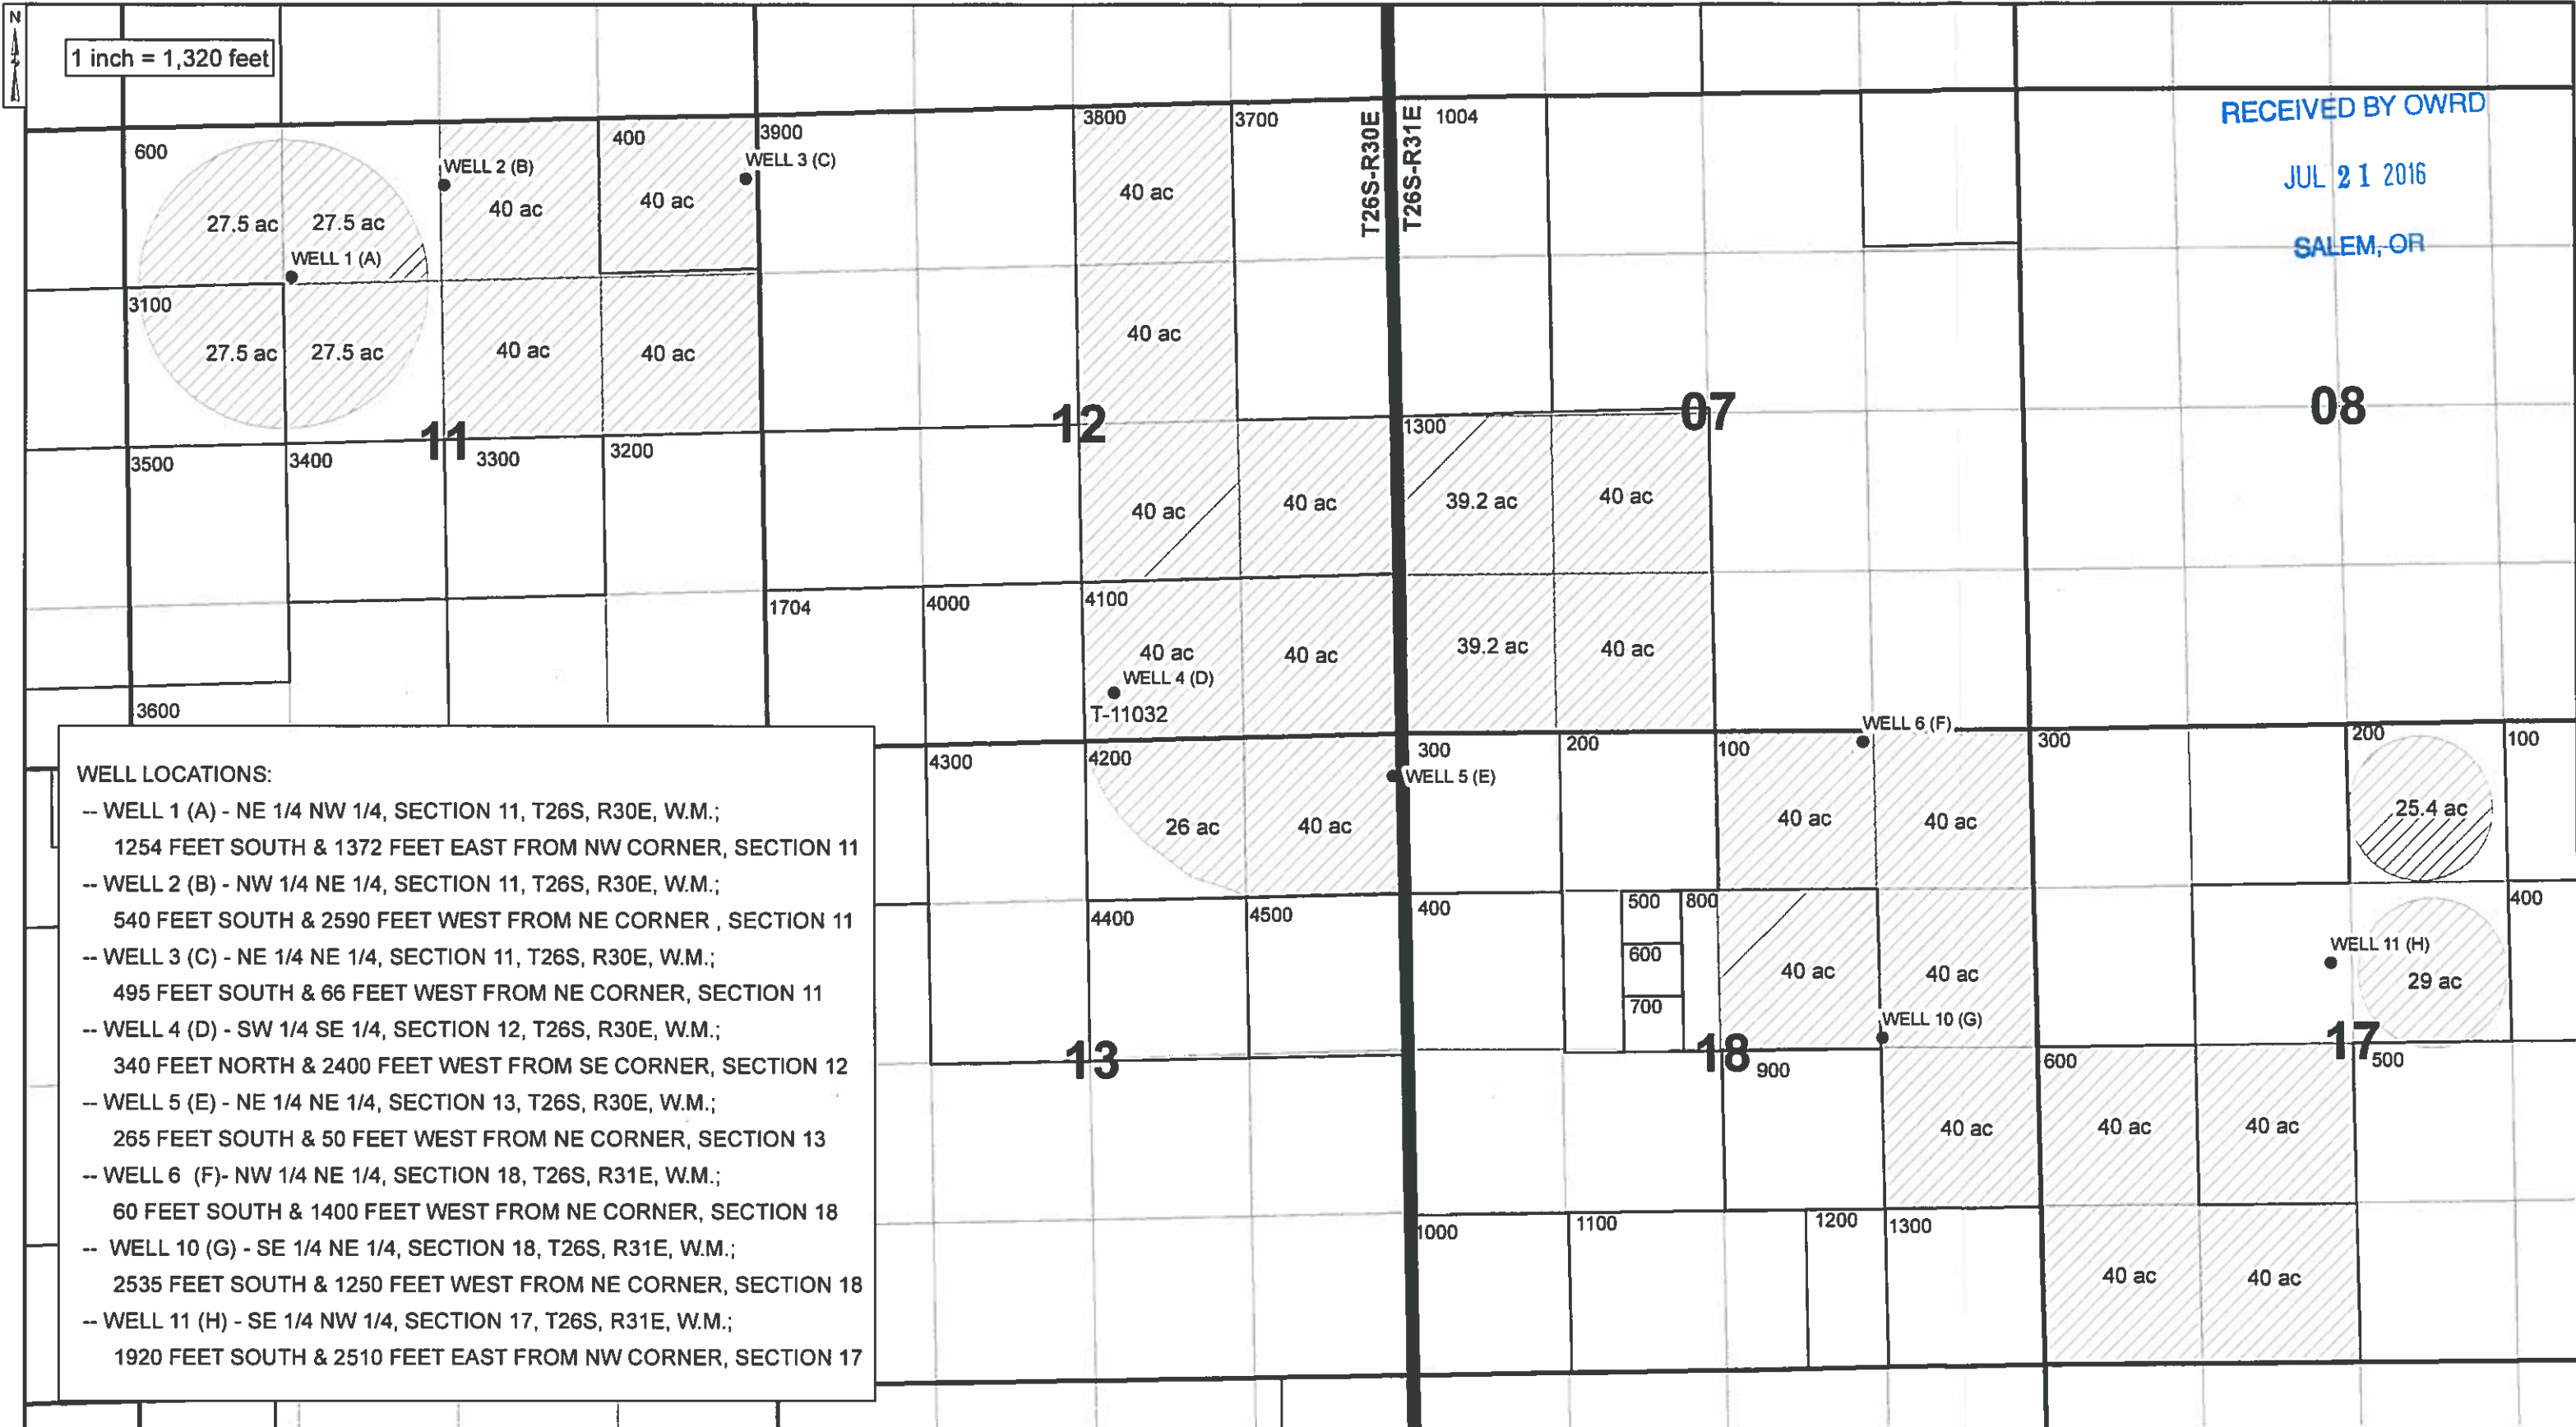 N
1 inch = 1,320 feet
RECEIVED BY OWRD
JUL 21 2016
SALEM, OR
T26S-R30E
T26S-R31E
600
400
3900
3800
3700
1004
WELL 2 (B)
WELL 3 (C)
40 ac
40 ac
40 ac
27.5 ac
27.5 ac
WELL 1 (A)
3100
27.5 ac
27.5 ac
40 ac
40 ac
40 ac
11
12
07
08
3500
3400
3300
3200
1300
40 ac
40 ac
39.2 ac
40 ac
1704
4000
4100
40 ac
40 ac
39.2 ac
40 ac
WELL 4 (D)
T-11032
3600
WELL 6 (F)
4300
4200
300
200
100
300
200
100
WELL 5 (E)
26 ac
40 ac
40 ac
40 ac
25.4 ac
4400
4500
400
500
800
400
600
700
40 ac
40 ac
WELL 11 (H)
29 ac
WELL 10 (G)
13
18
17
900
600
500
40 ac
40 ac
40 ac
1000
1100
1200
1300
40 ac
40 ac
WELL LOCATIONS:
-- WELL 1 (A) - NE 1/4 NW 1/4, SECTION 11, T26S, R30E, W.M.;
1254 FEET SOUTH & 1372 FEET EAST FROM NW CORNER, SECTION 11
-- WELL 2 (B) - NW 1/4 NE 1/4, SECTION 11, T26S, R30E, W.M.;
540 FEET SOUTH & 2590 FEET WEST FROM NE CORNER , SECTION 11
-- WELL 3 (C) - NE 1/4 NE 1/4, SECTION 11, T26S, R30E, W.M.;
495 FEET SOUTH & 66 FEET WEST FROM NE CORNER, SECTION 11
-- WELL 4 (D) - SW 1/4 SE 1/4, SECTION 12, T26S, R30E, W.M.;
340 FEET NORTH & 2400 FEET WEST FROM SE CORNER, SECTION 12
-- WELL 5 (E) - NE 1/4 NE 1/4, SECTION 13, T26S, R30E, W.M.;
265 FEET SOUTH & 50 FEET WEST FROM NE CORNER, SECTION 13
-- WELL 6 (F)- NW 1/4 NE 1/4, SECTION 18, T26S, R31E, W.M.;
60 FEET SOUTH & 1400 FEET WEST FROM NE CORNER, SECTION 18
-- WELL 10 (G) - SE 1/4 NE 1/4, SECTION 18, T26S, R31E, W.M.;
2535 FEET SOUTH & 1250 FEET WEST FROM NE CORNER, SECTION 18
-- WELL 11 (H) - SE 1/4 NW 1/4, SECTION 17, T26S, R31E, W.M.;
1920 FEET SOUTH & 2510 FEET EAST FROM NW CORNER, SECTION 17